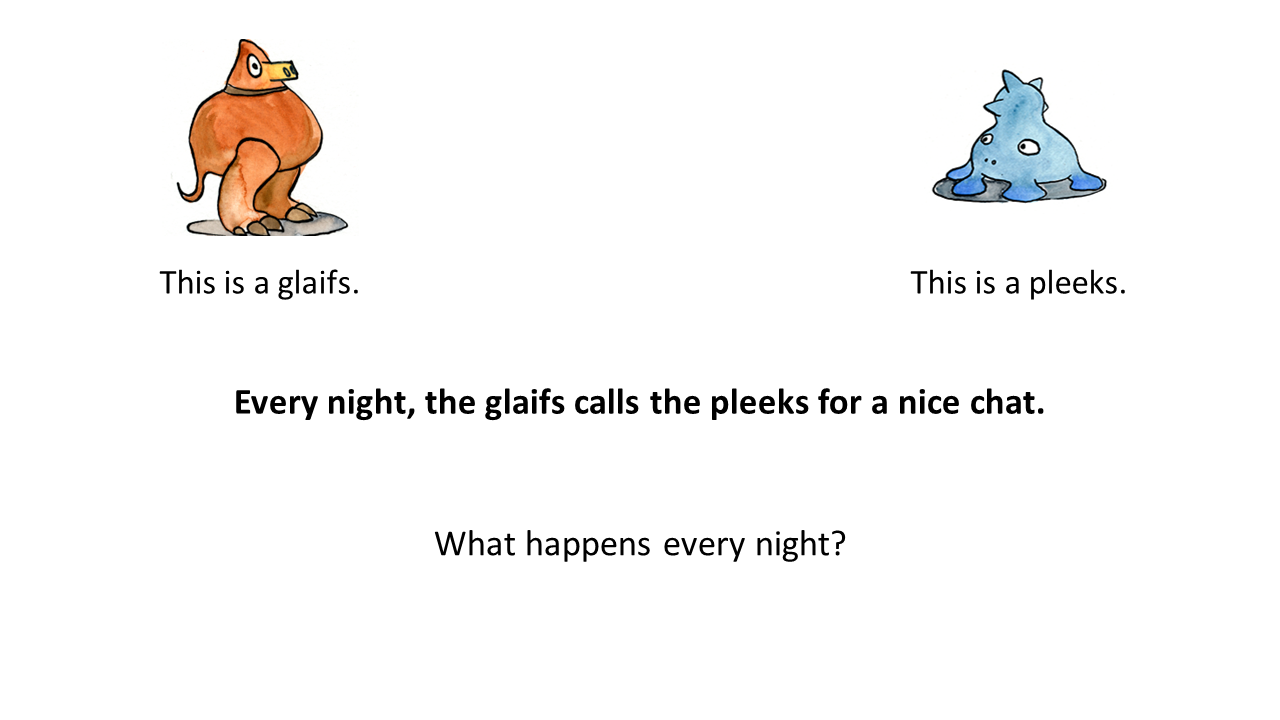 This is a glaifs.
This is a pleeks.
Every night, the glaifs calls the pleeks for a nice chat.
What happens every night?